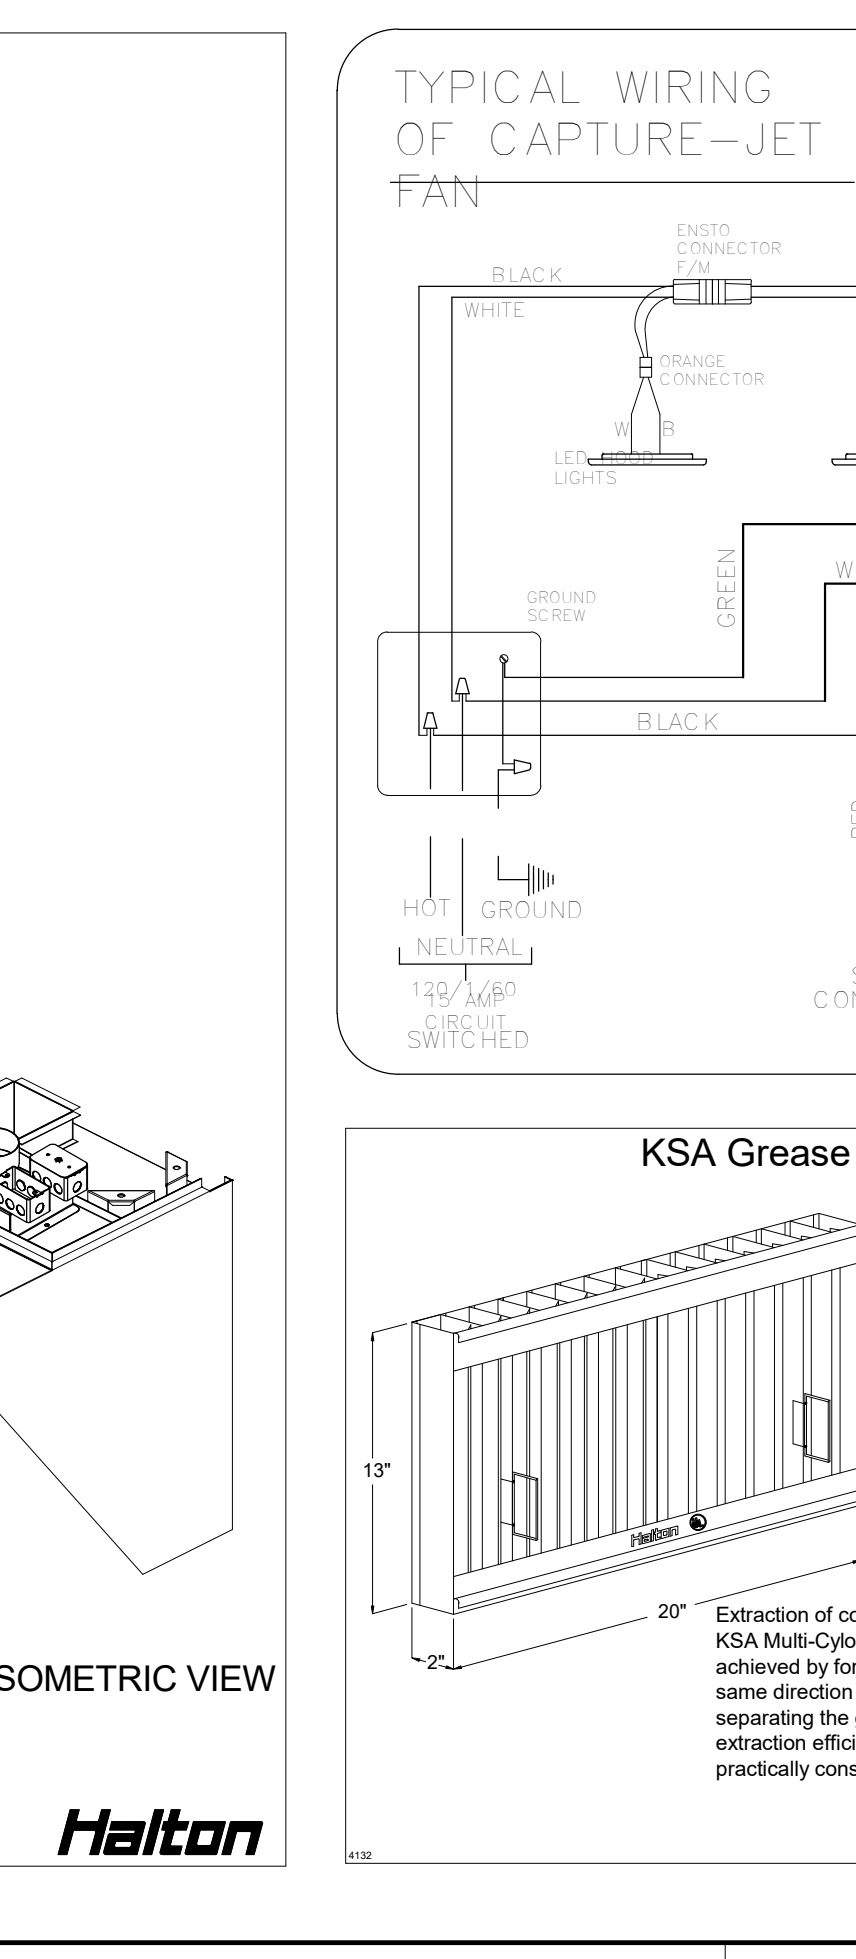 TYPICAL WIRING
OF CAPTURE-JET
FAN
ENSTO
CONNECTOR
F/M
BLACK
WHITE
ORANGE
CONNECTOR
W B
LED HOOD
LIGHTS
GREEN
W
GROUND
SCREW
BLACK
HOT GROUND
NEUTRAL
120/1/60
15 AMP
CIRCUIT
SWITCHED
CON
KSA Grease
13"
Halton
20"
2"
Extraction of co
KSA Multi-Cylo
achieved by for
same direction
separating the
extraction effici
practically cons
SOMETRIC VIEW
Halton
4132